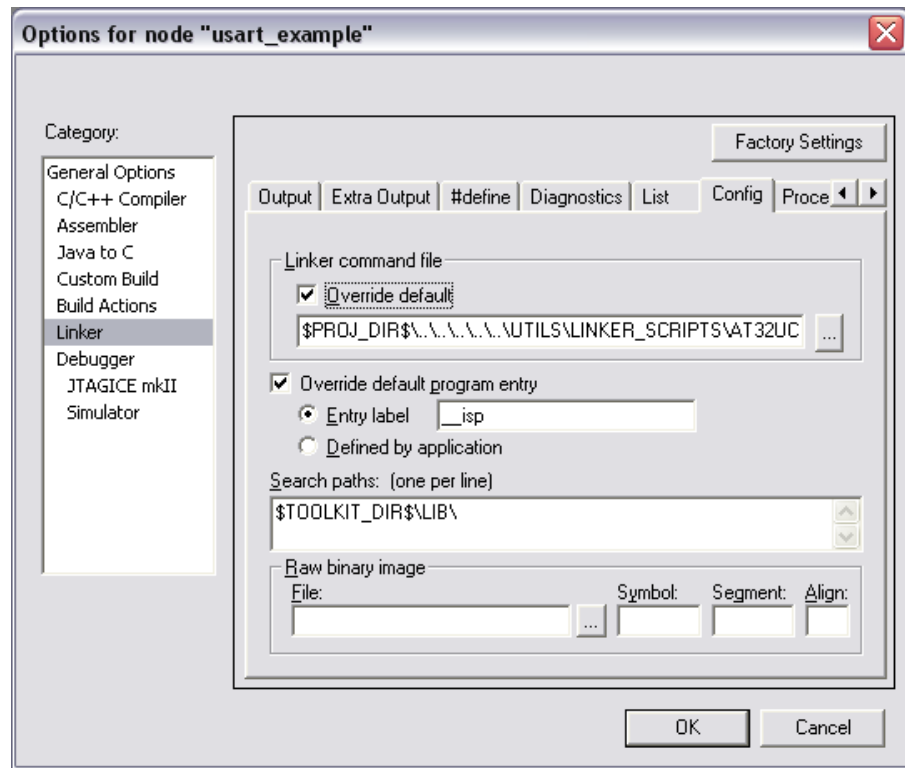 Options for node "usart_example"
Category:
General Options
C/C++ Compiler
Assembler
Java to C
Custom Build
Build Actions
Linker
Debugger
JTAGICE mkII
Simulator
Factory Settings
Output Extra Output #define Diagnostics List Config Proce
Linker command file
Override default
$PROJ_DIR$\..\..\..\..\..\UTILS\LINKER_SCRIPTS\AT32UC ...
Override default program entry
Entry label __isp
Defined by application
Search paths: (one per line)
$TOOLKIT_DIR$\LIB\
Raw binary image
File: Symbol: Segment: Align:
...
OK Cancel